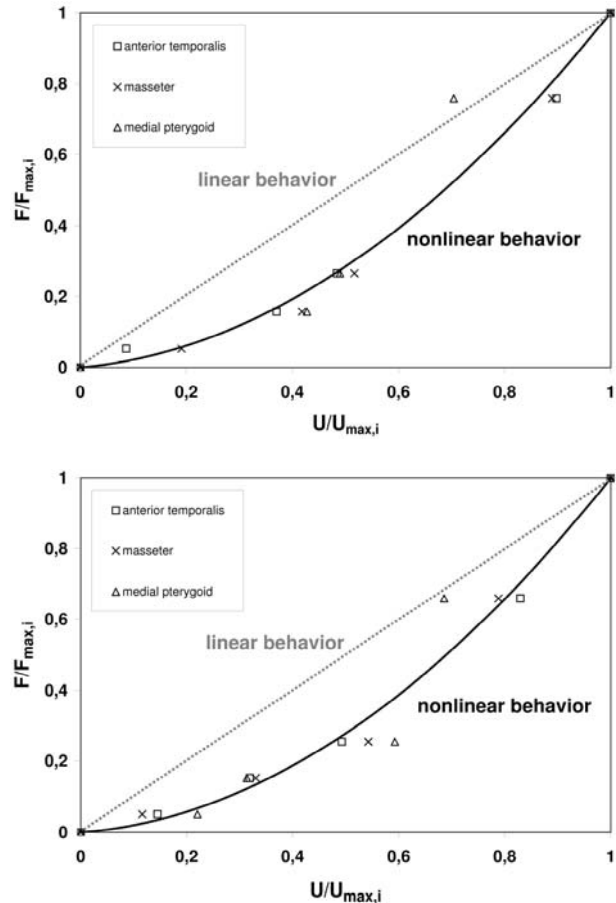 1
□ anterior temporalis
× masseter
△ medial pterygoid
0,8
0,6
linear behavior
F/Fmax,i
0,4
nonlinear behavior
0,2
0
0
0,2
0,4
0,6
0,8
1
U/Umax,i
1
□ anterior temporalis
× masseter
△ medial pterygoid
0,8
0,6
linear behavior
F/Fmax,i
0,4
nonlinear behavior
0,2
0
0
0,2
0,4
0,6
0,8
1
U/Umax,i